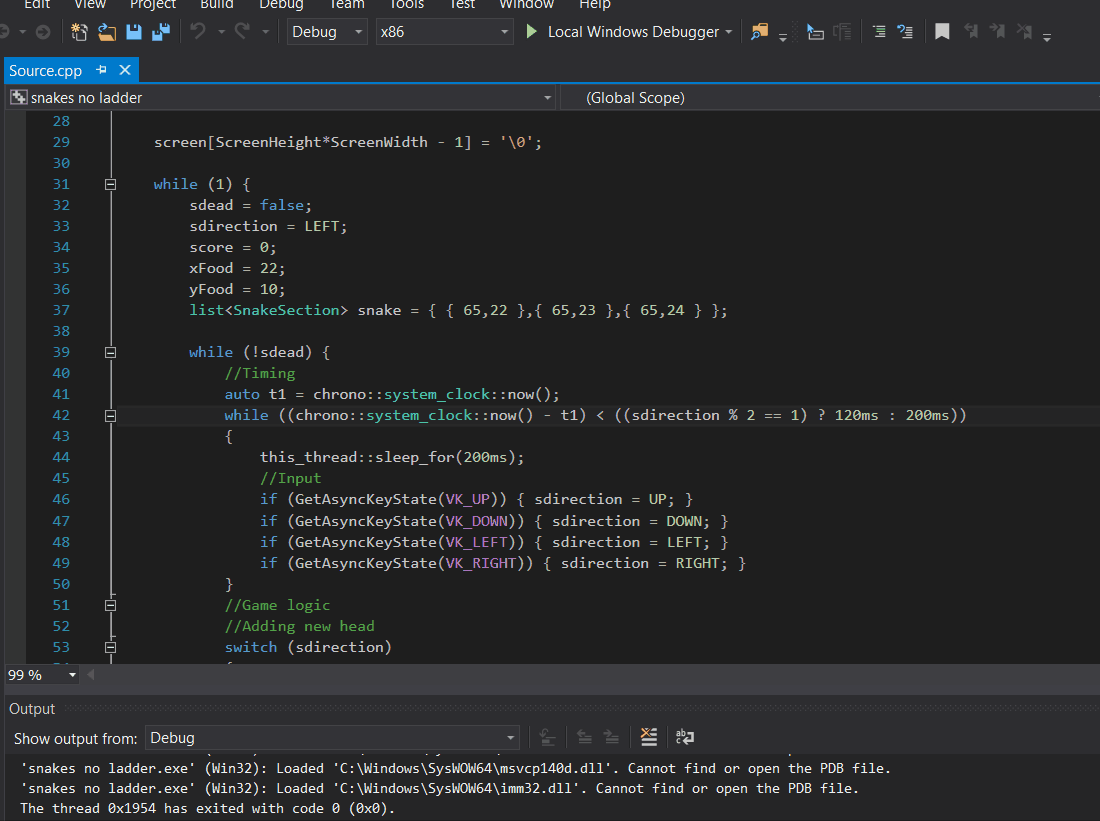 Edit View Project Build Debug Team Tools Test Window Help
Debug x86 Local Windows Debugger
Source.cpp
snakes no ladder (Global Scope)
28
29 screen[ScreenHeight*ScreenWidth - 1] = '\0';
30
31 while (1) {
32 sdead = false;
33 sdirection = LEFT;
34 score = 0;
35 xFood = 22;
36 yFood = 10;
37 list<SnakeSection> snake = { { 65,22 },{ 65,23 },{ 65,24 } };
38
39 while (!sdead) {
40 //Timing
41 auto t1 = chrono::system_clock::now();
42 while ((chrono::system_clock::now() - t1) < ((sdirection % 2 == 1) ? 120ms : 200ms))
43 {
44 this_thread::sleep_for(200ms);
45 //Input
46 if (GetAsyncKeyState(VK_UP)) { sdirection = UP; }
47 if (GetAsyncKeyState(VK_DOWN)) { sdirection = DOWN; }
48 if (GetAsyncKeyState(VK_LEFT)) { sdirection = LEFT; }
49 if (GetAsyncKeyState(VK_RIGHT)) { sdirection = RIGHT; }
50 }
51 //Game logic
52 //Adding new head
53 switch (sdirection)
99 %
Output
Show output from: Debug
'snakes no ladder.exe' (Win32): Loaded 'C:\Windows\SysWOW64\msvcp140d.dll'. Cannot find or open the PDB file.
'snakes no ladder.exe' (Win32): Loaded 'C:\Windows\SysWOW64\imm32.dll'. Cannot find or open the PDB file.
The thread 0x1954 has exited with code 0 (0x0).